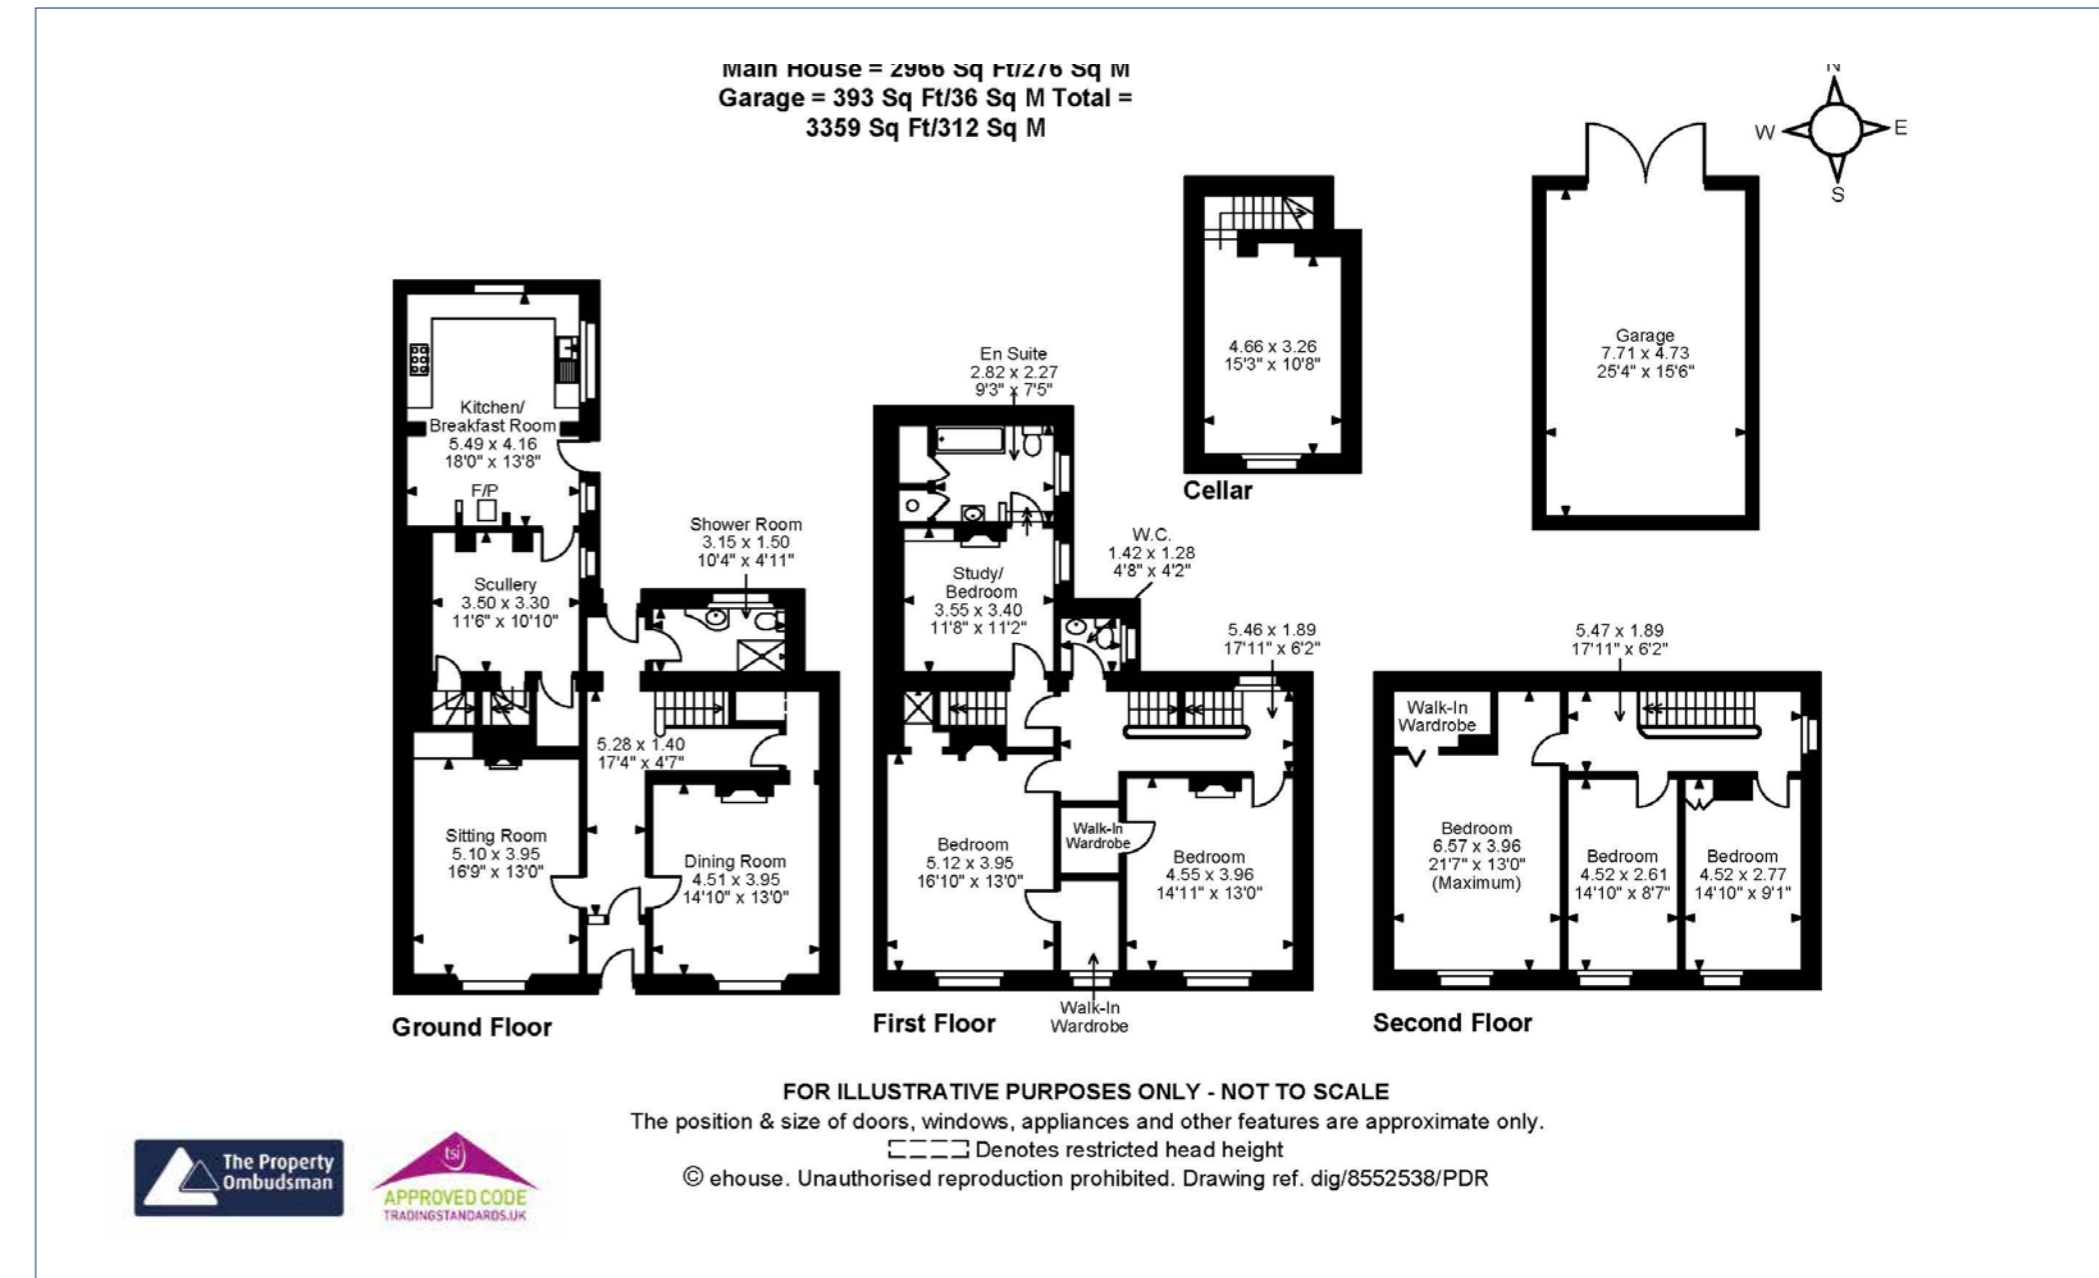 Main House = 2966 Sq Ft/276 Sq M
Garage = 393 Sq Ft/36 Sq M Total =
3359 Sq Ft/312 Sq M
N
W
E
S
Kitchen/
Breakfast Room
5.49 x 4.16
18'0" x 13'8"
F/P
Scullery
3.50 x 3.30
11'6" x 10'10"
Shower Room
3.15 x 1.50
10'4" x 4'11"
5.28 x 1.40
17'4" x 4'7"
Sitting Room
5.10 x 3.95
16'9" x 13'0"
Dining Room
4.51 x 3.95
14'10" x 13'0"
Ground Floor
En Suite
2.82 x 2.27
9'3" x 7'5"
Study/
Bedroom
3.55 x 3.40
11'8" x 11'2"
W.C.
1.42 x 1.28
4'8" x 4'2"
5.46 x 1.89
17'11" x 6'2"
Bedroom
5.12 x 3.95
16'10" x 13'0"
Walk-In
Wardrobe
Bedroom
4.55 x 3.96
14'11" x 13'0"
Walk-In
Wardrobe
First Floor
4.66 x 3.26
15'3" x 10'8"
Cellar
Garage
7.71 x 4.73
25'4" x 15'6"
5.47 x 1.89
17'11" x 6'2"
Walk-In
Wardrobe
Bedroom
6.57 x 3.96
21'7" x 13'0"
(Maximum)
Bedroom
4.52 x 2.61
14'10" x 8'7"
Bedroom
4.52 x 2.77
14'10" x 9'1"
Second Floor
FOR ILLUSTRATIVE PURPOSES ONLY - NOT TO SCALE
The position & size of doors, windows, appliances and other features are approximate only.
Denotes restricted head height
© ehouse. Unauthorised reproduction prohibited. Drawing ref. dig/8552538/PDR
The Property
Ombudsman
tsi
APPROVED CODE
TRADINGSTANDARDS.UK